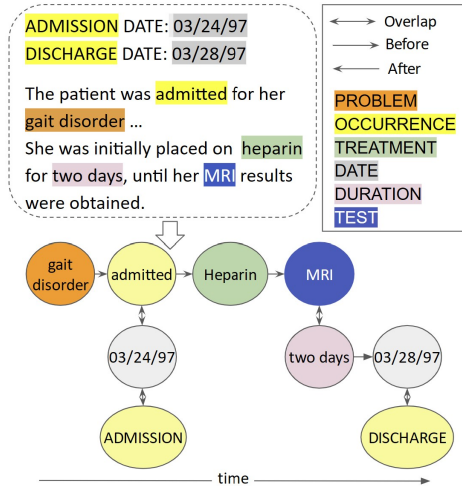 ADMISSION DATE: 03/24/97
DISCHARGE DATE: 03/28/97
The patient was admitted for her
gait disorder ...
She was initially placed on heparin
for two days, until her MRI results
were obtained.
Overlap
Before
After
PROBLEM
OCCURRENCE
TREATMENT
DATE
DURATION
TEST
gait
disorder
admitted
Heparin
MRI
03/24/97
two days
03/28/97
ADMISSION
DISCHARGE
time